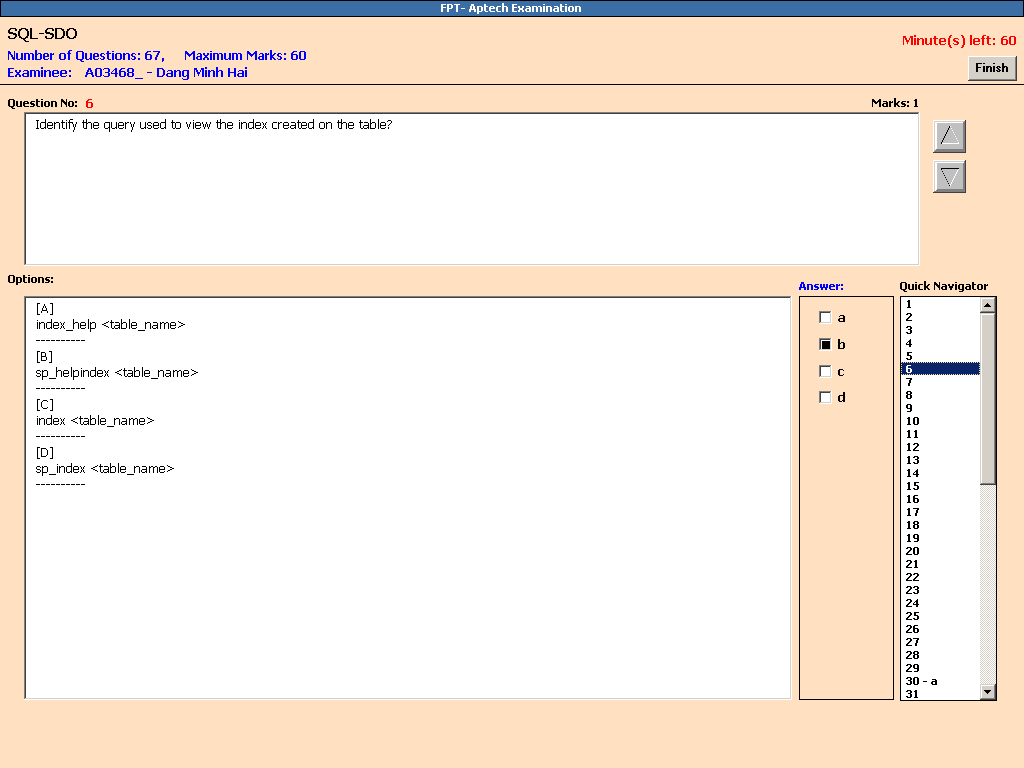 FPT- Aptech Examination
SQL-SDO
Number of Questions: 67, Maximum Marks: 60
Minute(s) left: 60
Examinee: A03468_ - Dang Minh Hai
Finish
Question No: 6
Marks: 1
Identify the query used to view the index created on the table?
Options:
[A]
index_help <table_name>
----------
[B]
sp_helpindex <table_name>
----------
[C]
index <table_name>
----------
[D]
sp_index <table_name>
----------
Answer:
a
b
c
d
Quick Navigator
1
2
3
4
5
6
7
8
9
10
11
12
13
14
15
16
17
18
19
20
21
22
23
24
25
26
27
28
29
30 - a
31